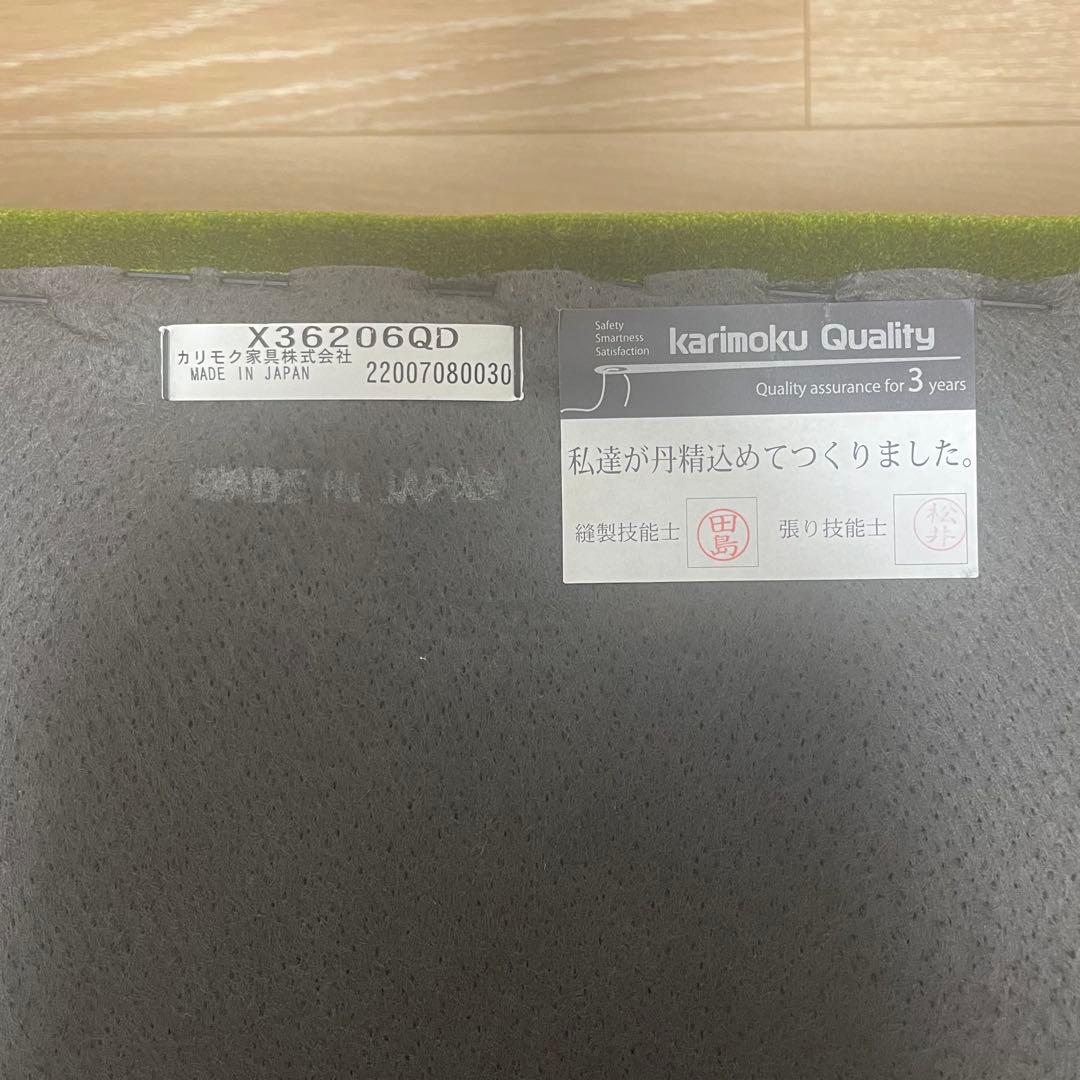 X36206QD
カリモク家具株式会社
MADE IN JAPAN 22007080030
MADE IN JAPAN
Safety
Smartness
Satisfaction
karimoku Quality
Quality assurance for 3 years
私達が丹精込めてつくりました。
縫製技能士 田島 張り技能士 松井